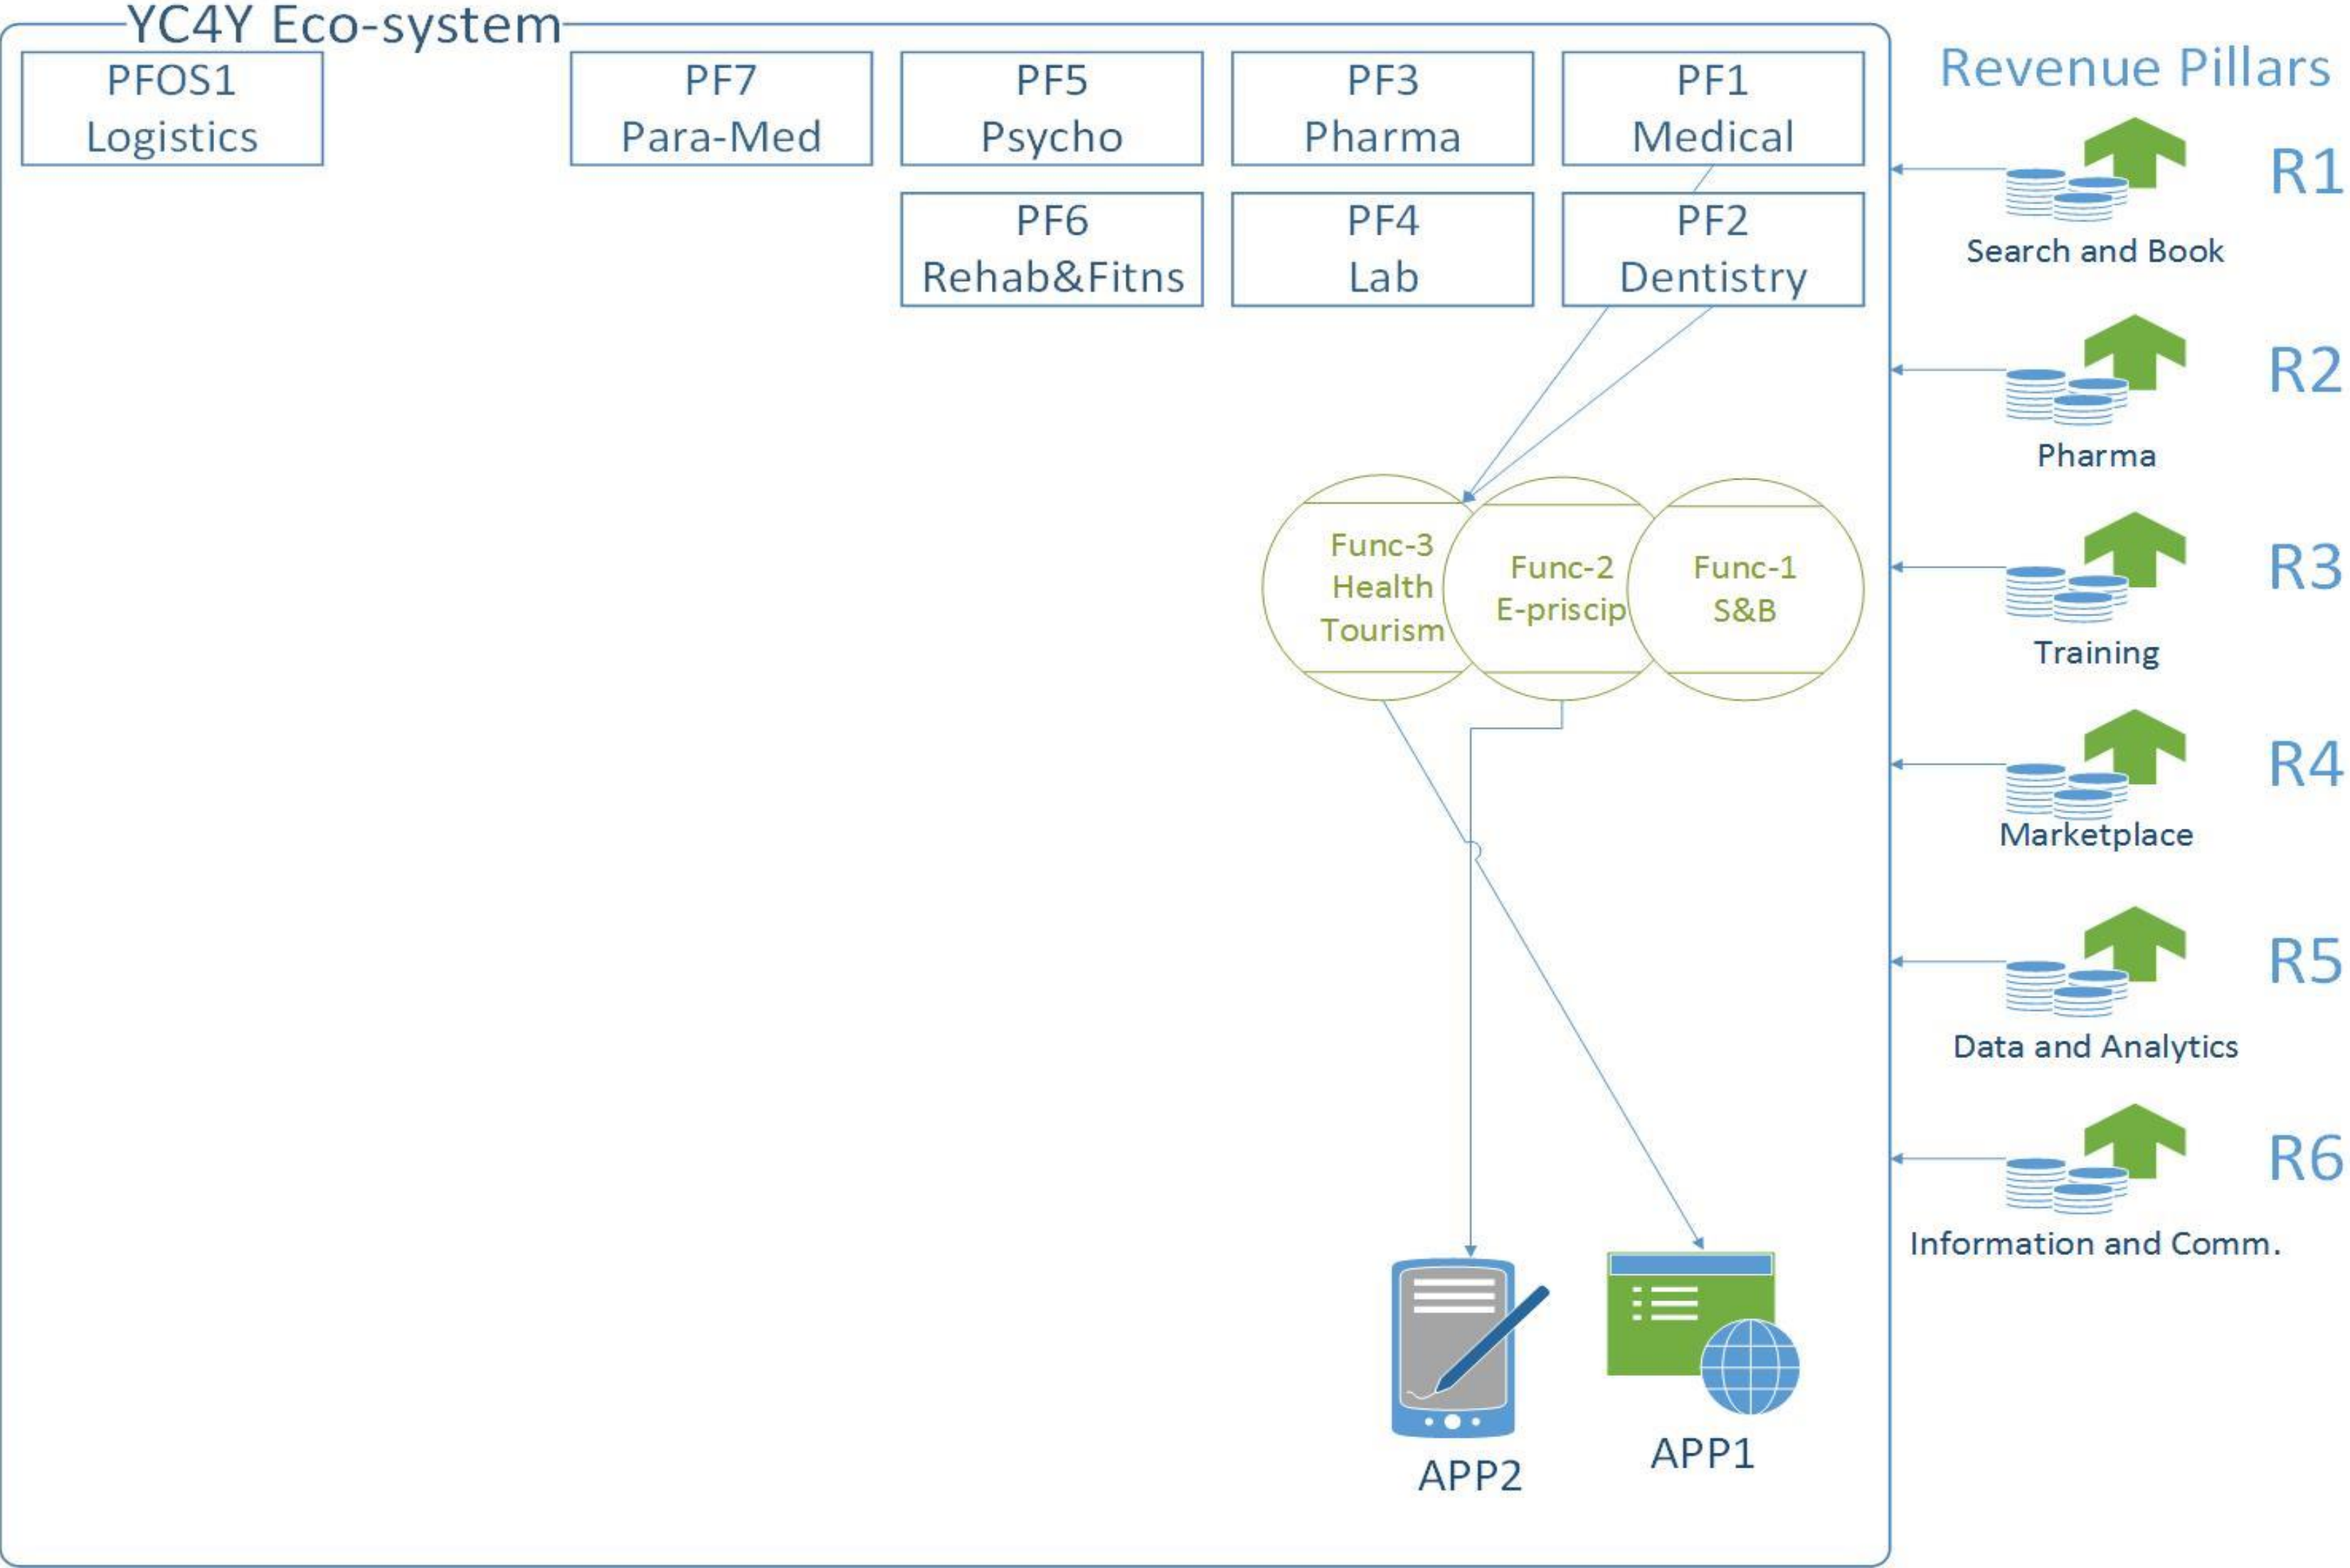 YC4Y Eco-system
PFOS1
Logistics
PF7
Para-Med
PF5
Psycho
PF3
Pharma
PF1
Medical
PF6
Rehab&Fitns
PF4
Lab
PF2
Dentistry
Func-3
Health
Tourism
Func-2
E-priscip
Func-1
S&B
APP2
APP1
Revenue Pillars
R1
Search and Book
R2
Pharma
R3
Training
R4
Marketplace
R5
Data and Analytics
R6
Information and Comm.